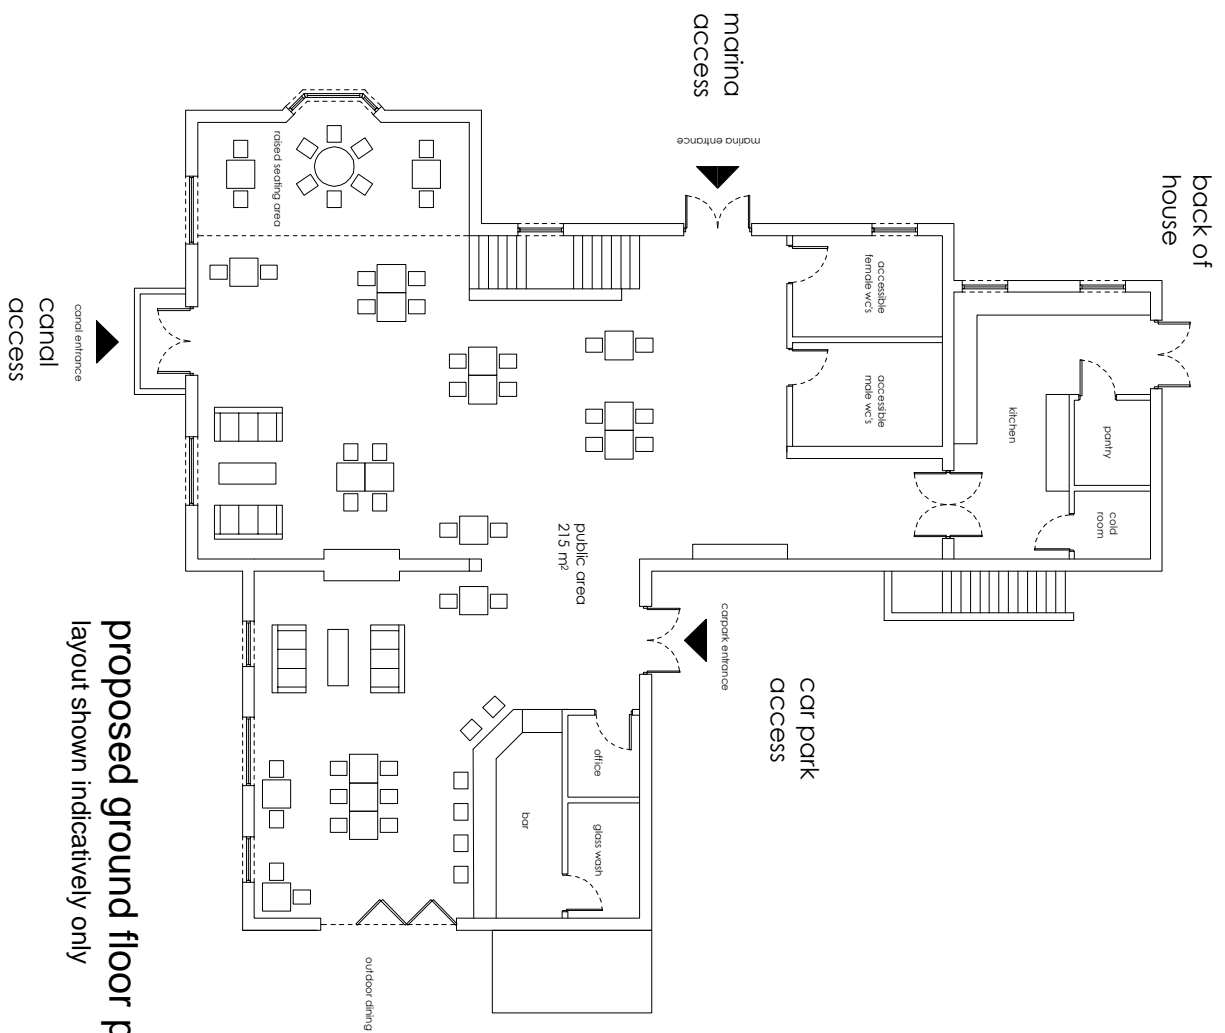 back of
house
marina
access
marina entrance
accessible
female wc's
accessible
male wc's
kitchen
pantry
cold
room
raised seating area
canal entrance
canal
access
public area
215 m²
carpark entrance
car park
access
office
glass wash
bar
outdoor dining
proposed ground floor p
layout shown indicatively only